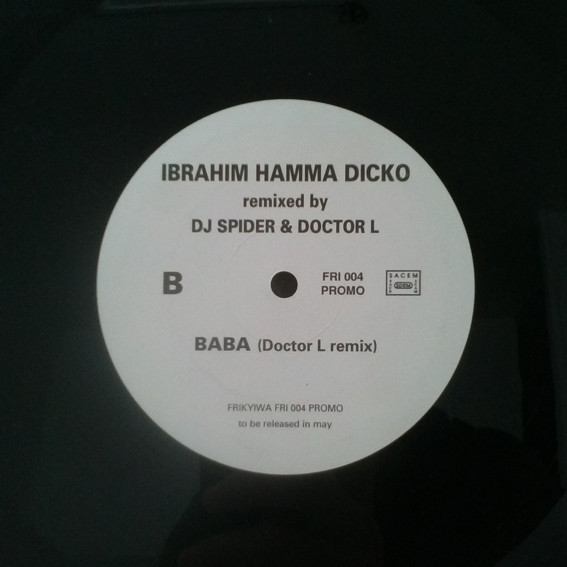 IBRAHIM HAMMA DICKO
remixed by
DJ SPIDER & DOCTOR L
B
FRI 004
PROMO
SACEM
BABA (Doctor L remix)
FRIKYIWA FRI 004 PROMO
to be released in may